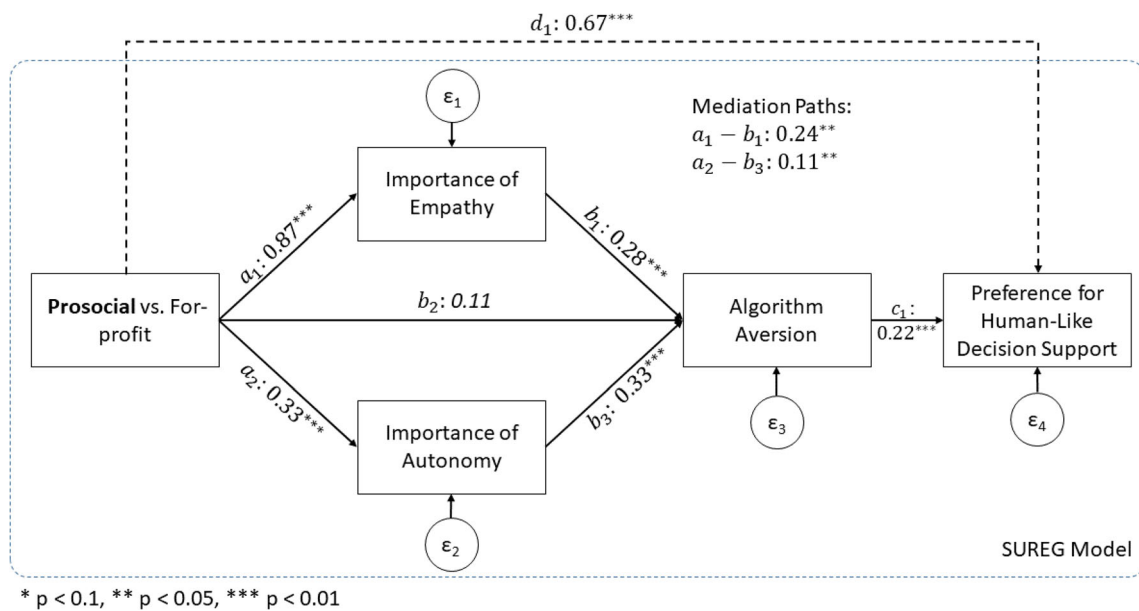 d₁: 0.67***
ε₁
Mediation Paths:
a₁ − b₁: 0.24**
a₂ − b₃: 0.11**
Importance of
Empathy
a₁: 0.87***
b₁: 0.28***
Prosocial vs. For-
profit
b₂: 0.11
Algorithm
Aversion
c₁:
0.22***
Preference for
Human-Like
Decision Support
a₂: 0.33***
b₃: 0.33***
Importance of
Autonomy
ε₃
ε₄
ε₂
SUREG Model
* p < 0.1, ** p < 0.05, *** p < 0.01